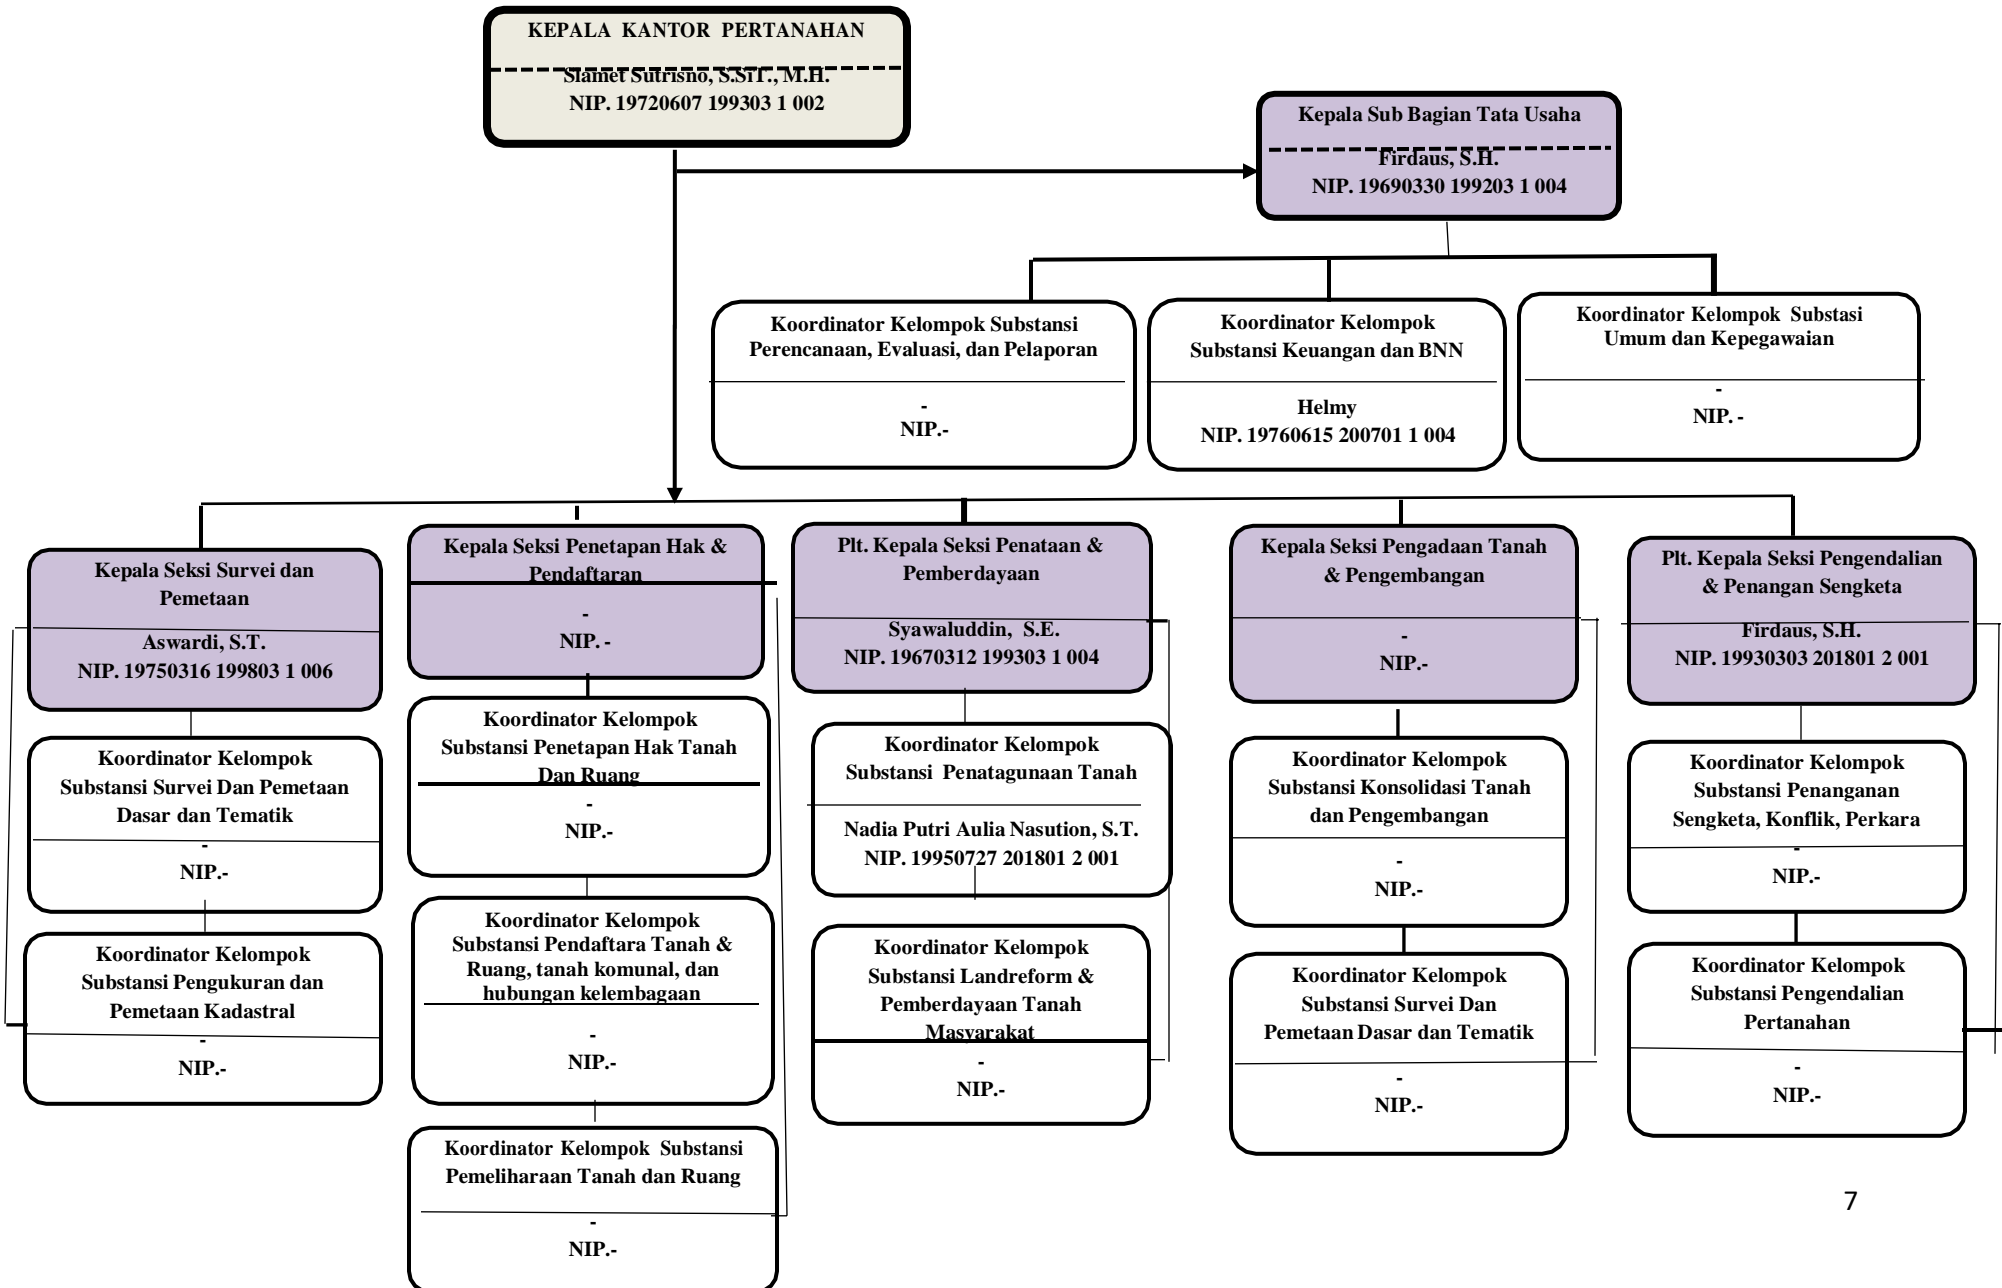 KEPALA KANTOR PERTANAHAN
Slamet Sutrisno, S.SiT., M.H.
NIP. 19720607 199303 1 002
Kepala Sub Bagian Tata Usaha
Firdaus, S.H.
NIP. 19690330 199203 1 004
Koordinator Kelompok Substansi
Perencanaan, Evaluasi, dan Pelaporan
-
NIP.-
Koordinator Kelompok
Substansi Keuangan dan BNN
Helmy
NIP. 19760615 200701 1 004
Koordinator Kelompok Substasi
Umum dan Kepegawaian
-
NIP. -
Kepala Seksi Survei dan
Pemetaan
Aswardi, S.T.
NIP. 19750316 199803 1 006
Koordinator Kelompok
Substansi Survei Dan Pemetaan
Dasar dan Tematik
-
NIP.-
Koordinator Kelompok
Substansi Pengukuran dan
Pemetaan Kadastral
-
NIP.-
Kepala Seksi Penetapan Hak &
Pendaftaran
-
NIP. -
Koordinator Kelompok
Substansi Penetapan Hak Tanah
Dan Ruang
-
NIP.-
Koordinator Kelompok
Substansi Pendaftara Tanah &
Ruang, tanah komunal, dan
hubungan kelembagaan
-
NIP.-
Koordinator Kelompok Substansi
Pemeliharaan Tanah dan Ruang
-
NIP.-
Plt. Kepala Seksi Penataan &
Pemberdayaan
Syawaluddin, S.E.
NIP. 19670312 199303 1 004
Koordinator Kelompok
Substansi Penatagunaan Tanah
Nadia Putri Aulia Nasution, S.T.
NIP. 19950727 201801 2 001
Koordinator Kelompok
Substansi Landreform &
Pemberdayaan Tanah
Masyarakat
-
NIP.-
Kepala Seksi Pengadaan Tanah
& Pengembangan
-
NIP.-
Koordinator Kelompok
Substansi Konsolidasi Tanah
dan Pengembangan
-
NIP.-
Koordinator Kelompok
Substansi Survei Dan
Pemetaan Dasar dan Tematik
-
NIP.-
Plt. Kepala Seksi Pengendalian
& Penangan Sengketa
Firdaus, S.H.
NIP. 19930303 201801 2 001
Koordinator Kelompok
Substansi Penanganan
Sengketa, Konflik, Perkara
-
NIP.-
Koordinator Kelompok
Substansi Pengendalian
Pertanahan
-
NIP.-
7